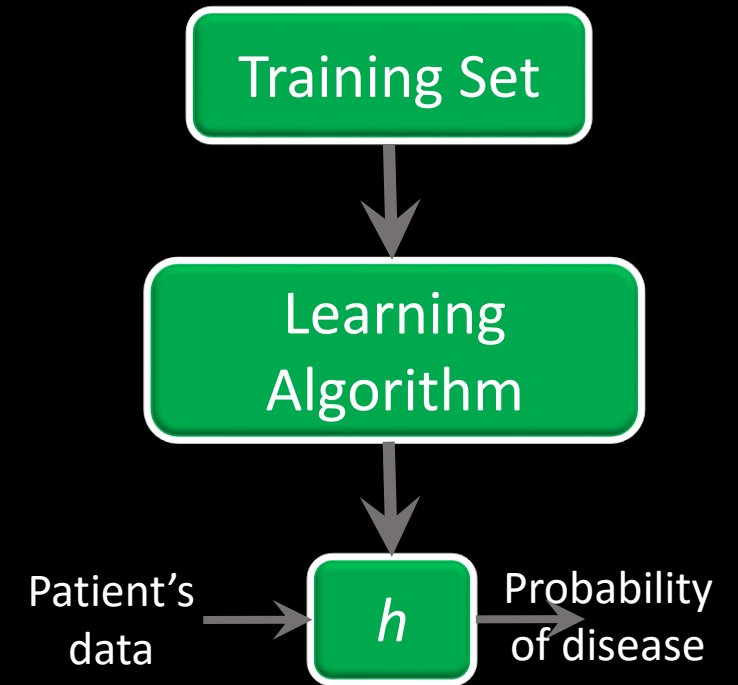 Training Set
Learning
Algorithm
Patient’s
data
h
Probability
of disease